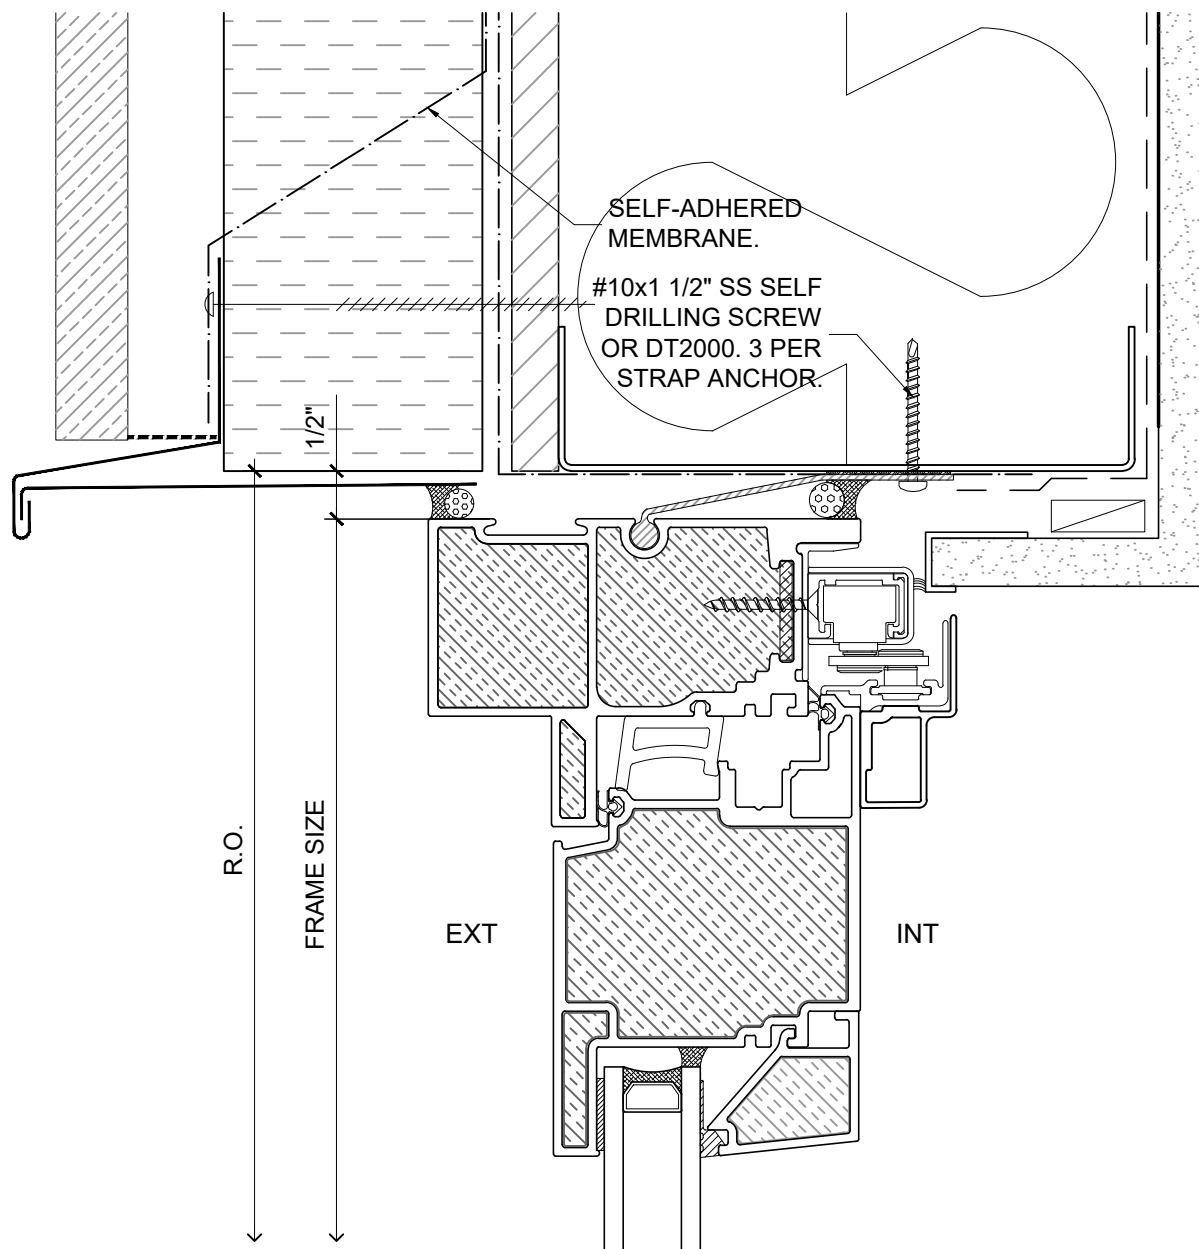 SELF-ADHERED
MEMBRANE.
#10x1 1/2" SS SELF
DRILLING SCREW
OR DT2000. 3 PER
STRAP ANCHOR.
1/2"
R.O.
FRAME SIZE
EXT
INT